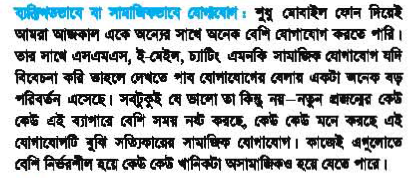 ব্যক্তিগতভাবে বা সামাজিকভাবে যোগাযোগ : শুধু মোবাইল ফোন দিয়েই
আমরা আজকাল একে অন্যের সাথে অনেক বেশি যোগাযোগ করতে পারি।
তার সাথে এসএমএস, ই-মেইল, চ্যাটিং এমনকি সামাজিক যোগাযোগ যদি
বিবেচনা করি তাহলে দেখতে পাব যোগাযোগের বেলায় একটা অনেক বড়
পরিবর্তন এসেছে। সবটুকুই যে ভালো তা কিন্তু নয়—নতুন প্রজন্মের কেউ
কেউ এই ব্যাপারে বেশি সময় নষ্ট করছে, কেউ কেউ মনে করছে এই
যোগাযোগটি বুঝি সত্যিকারের সামাজিক যোগাযোগ। কাজেই এগুলোতে
বেশি নির্ভরশীল হয়ে কেউ কেউ খানিকটা অসামাজিকও হয়ে যেতে পারে।